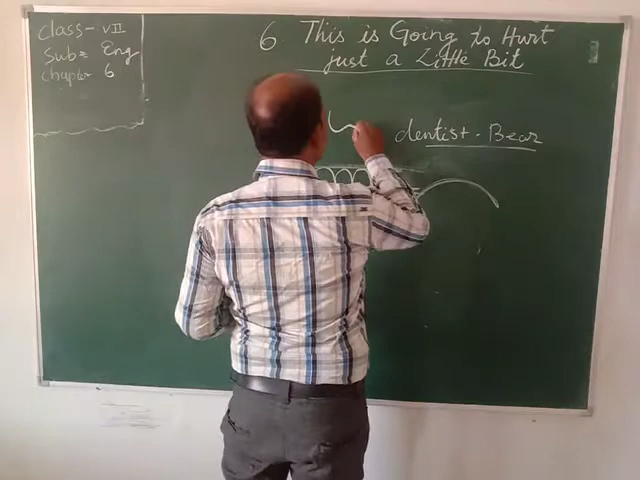 class- VII
Sub= Eng
chapter 6
6 This is Going to Hurt
just a Little Bit
dentist - Bear